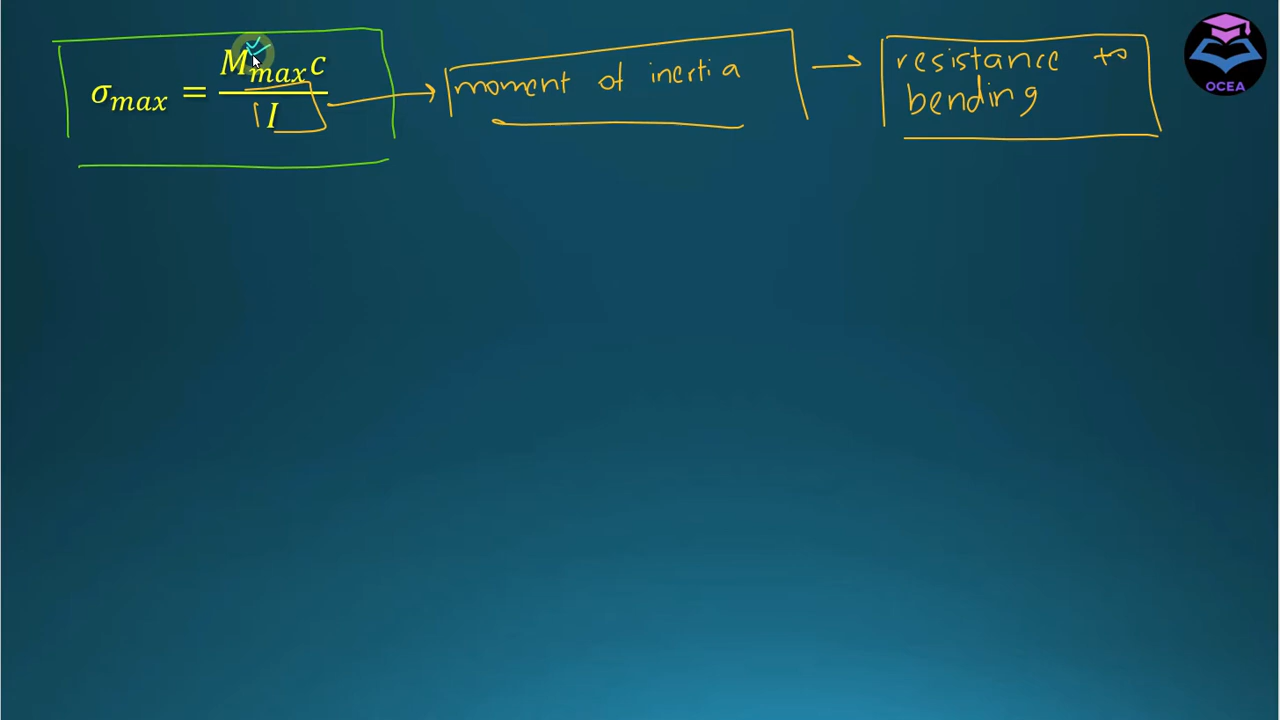 σmax = Mmax c / I
moment of inertia
resistance to
bending
OCEA